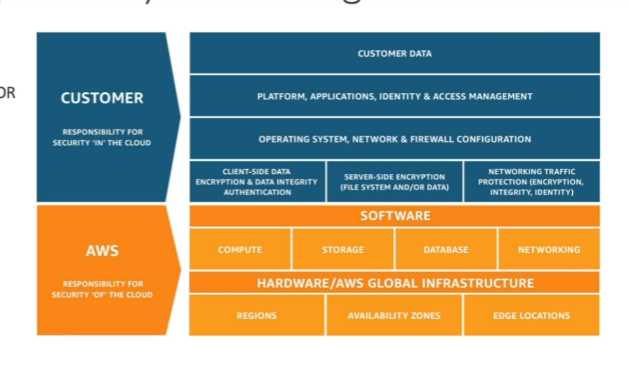 OR
CUSTOMER
RESPONSIBILITY FOR
SECURITY 'IN' THE CLOUD
CUSTOMER DATA
PLATFORM, APPLICATIONS, IDENTITY & ACCESS MANAGEMENT
OPERATING SYSTEM, NETWORK & FIREWALL CONFIGURATION
CLIENT-SIDE DATA
ENCRYPTION & DATA INTEGRITY
AUTHENTICATION
SERVER-SIDE ENCRYPTION
(FILE SYSTEM AND/OR DATA)
NETWORKING TRAFFIC
PROTECTION (ENCRYPTION,
INTEGRITY, IDENTITY)
AWS
RESPONSIBILITY FOR
SECURITY 'OF' THE CLOUD
SOFTWARE
COMPUTE
STORAGE
DATABASE
NETWORKING
HARDWARE/AWS GLOBAL INFRASTRUCTURE
REGIONS
AVAILABILITY ZONES
EDGE LOCATIONS